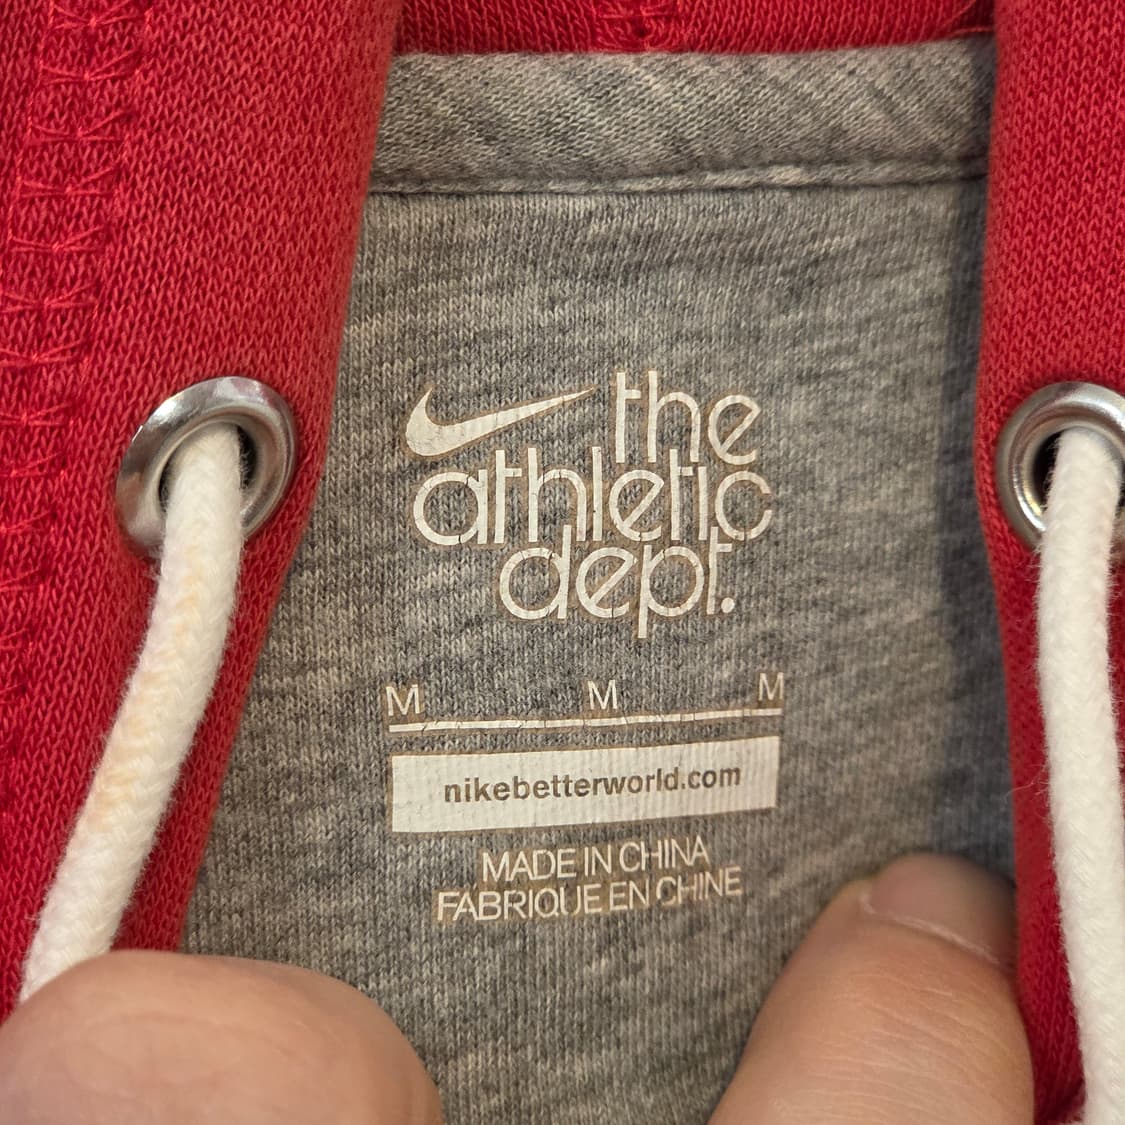 the
athletic
dept.
M M M
nikebetterworld.com
MADE IN CHINA
FABRIQUE EN CHINE